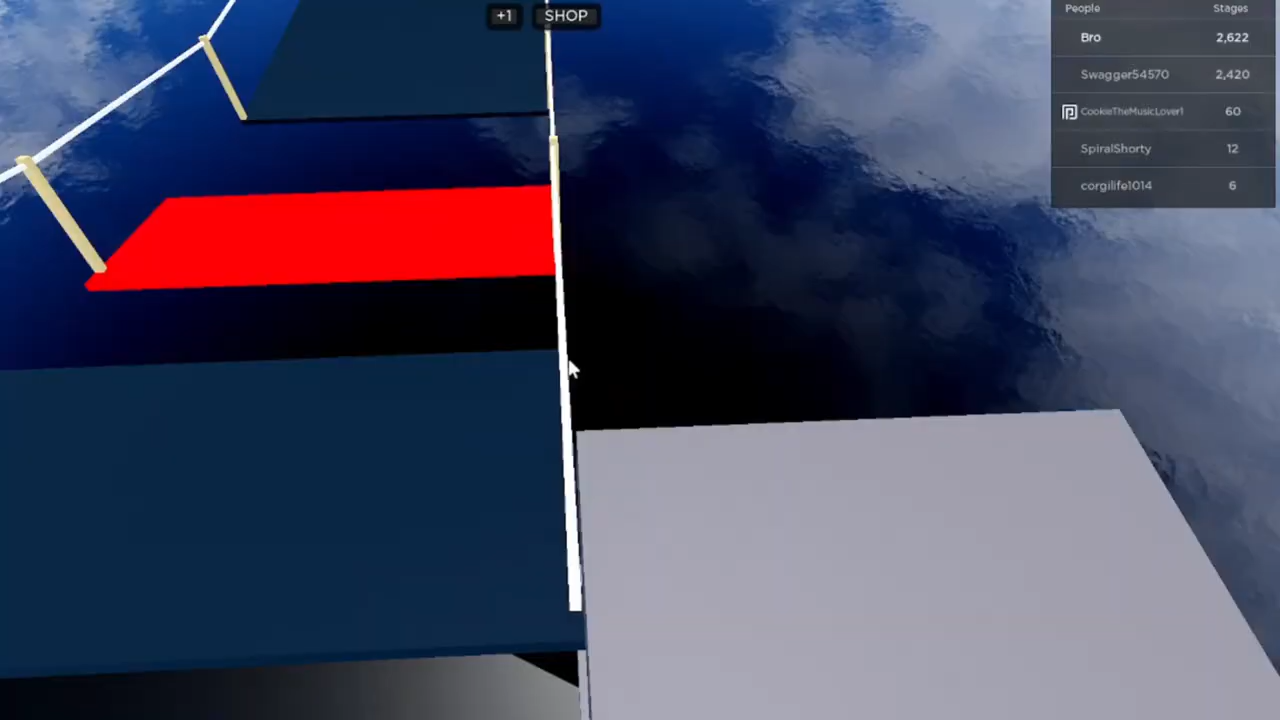 +1 SHOP
People Stages
Bro 2,622
Swagger54570 2,420
CookieTheMusicLover1 60
SpiralShorty 12
corgilife1014 6